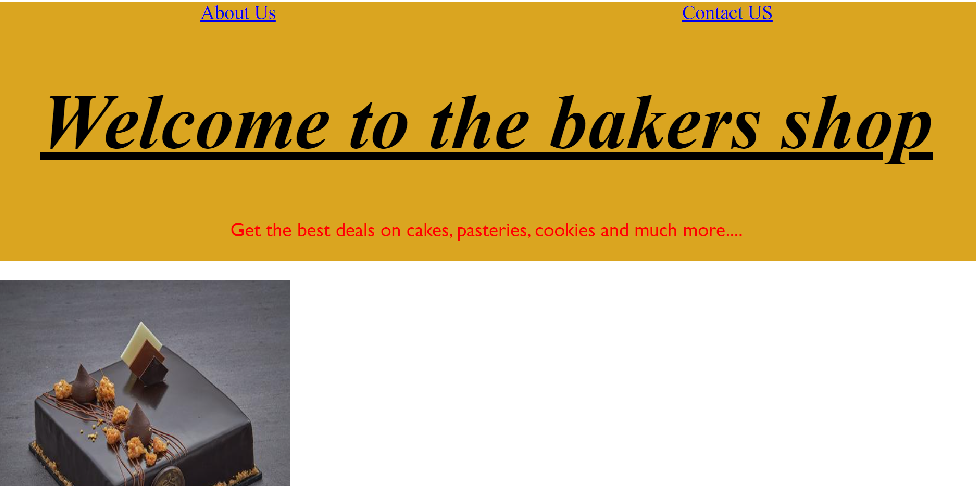 About Us Contact US
Welcome to the bakers shop
Get the best deals on cakes, pasteries, cookies and much more....